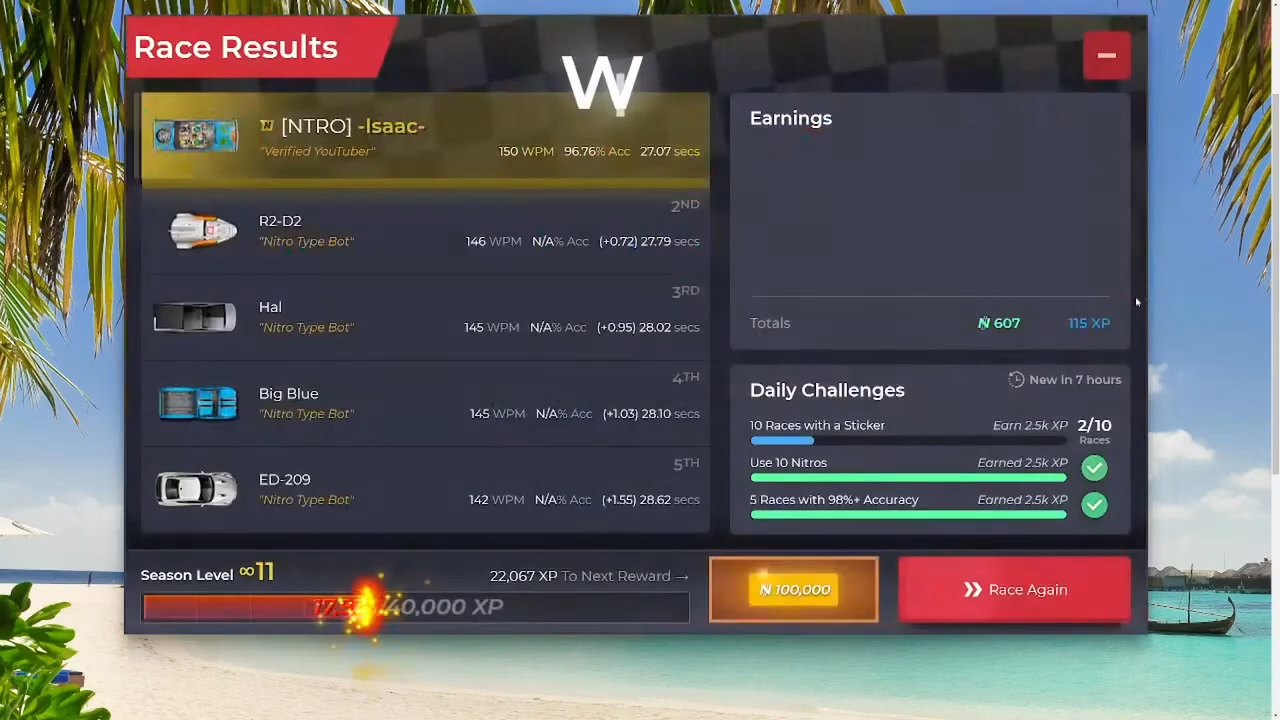 Race Results
W
[NTRO] -Isaac-
"Verified YouTuber" 150 WPM 96.76% Acc 27.07 secs
2ND
R2-D2
"Nitro Type Bot" 146 WPM N/A% Acc (+0.72) 27.79 secs
3RD
Hal
"Nitro Type Bot" 145 WPM N/A% Acc (+0.95) 28.02 secs
4TH
Big Blue
"Nitro Type Bot" 145 WPM N/A% Acc (+1.03) 28.10 secs
5TH
ED-209
"Nitro Type Bot" 142 WPM N/A% Acc (+1.55) 28.62 secs
Earnings
Totals N 607 115 XP
Daily Challenges New in 7 hours
10 Races with a Sticker Earn 2.5k XP 2/10
Races
Use 10 Nitros Earned 2.5k XP
5 Races with 98%+ Accuracy Earned 2.5k XP
Season Level ∞11 22,067 XP To Next Reward →
/40,000 XP
N 100,000
Race Again